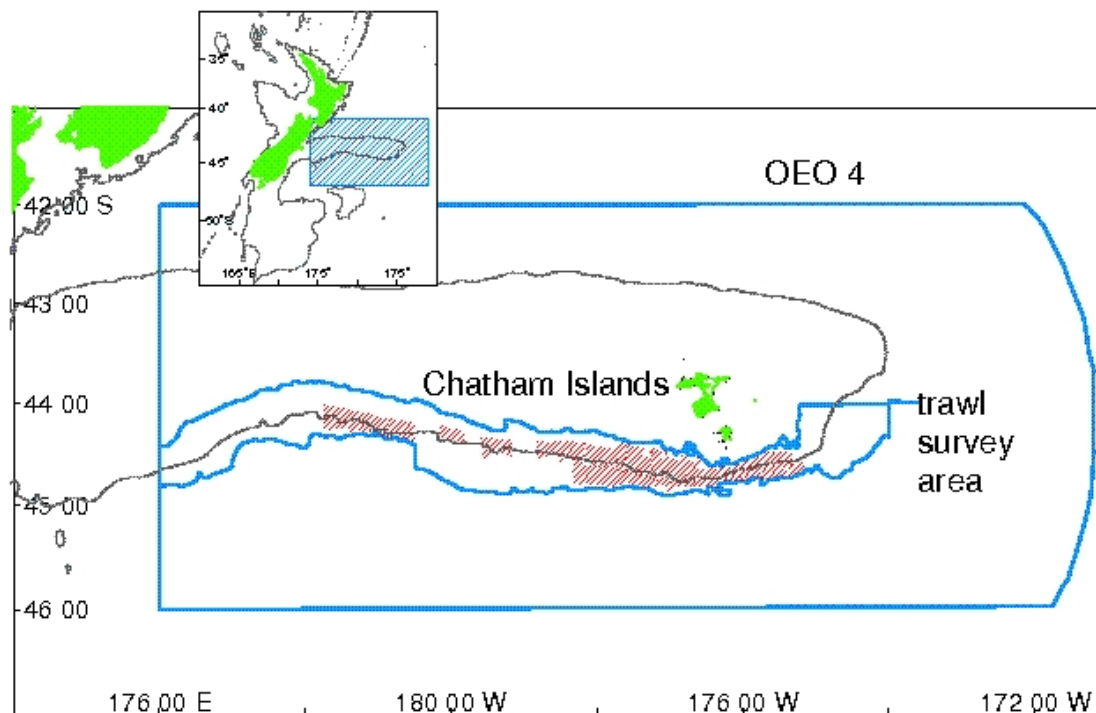 35°
40°
45°
50°S
165°E
175°
175°
OEO 4
42 00 S
43 00
Chatham Islands
44 00
trawl
survey
area
45 00
46 00
176 00 E
180 00 W
176 00 W
172 00 W